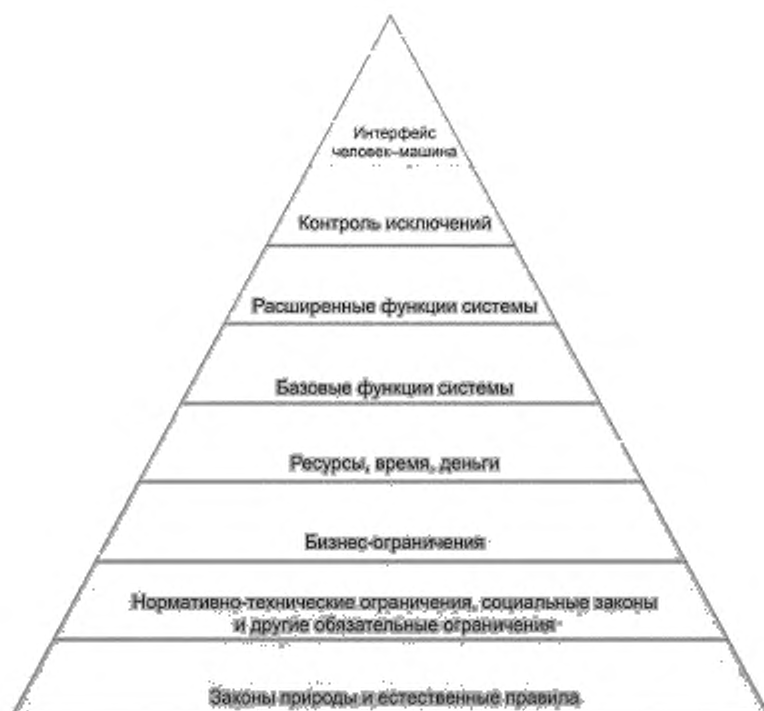 Интерфейс
человек–машина
Контроль исключений
Расширенные функции системы
Базовые функции системы
Ресурсы, время, деньги
Бизнес-ограничения
Нормативно-технические ограничения, социальные законы
и другие обязательные ограничения
Законы природы и естественные правила